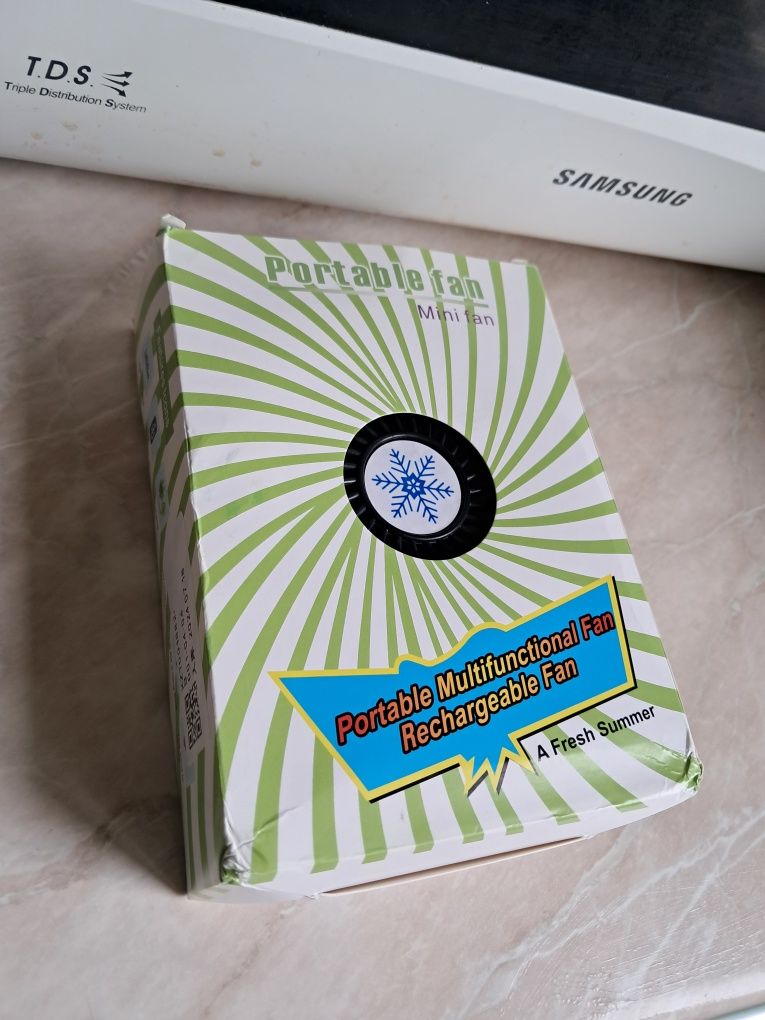 T.D.S.
Triple Distribution System
SAMSUNG
Portable fan
Mini fan
Portable Multifunctional Fan
Rechargeable Fan
A Fresh Summer